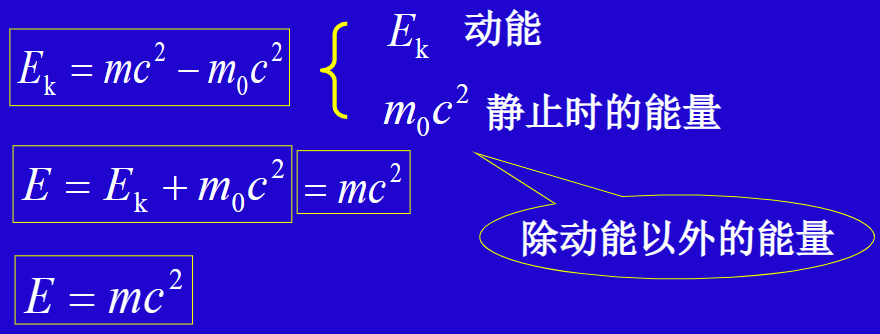 E_k = mc^2 − m_0c^2
E_k 动能
m_0c^2 静止时的能量
E = E_k + m_0c^2 = mc^2
除动能以外的能量
E = mc^2